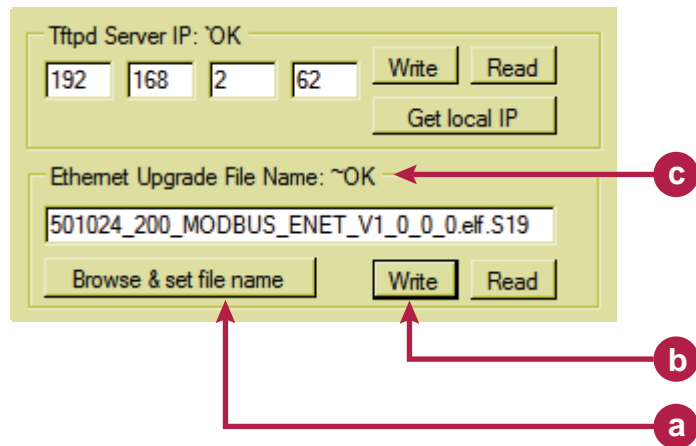 Tftpd Server IP: `OK
192 168 2 62 Write Read
Get local IP
Ethernet Upgrade File Name: ~OK
c
501024_200_MODBUS_ENET_V1_0_0_0.elf.S19
Browse & set file name Write Read
b
a